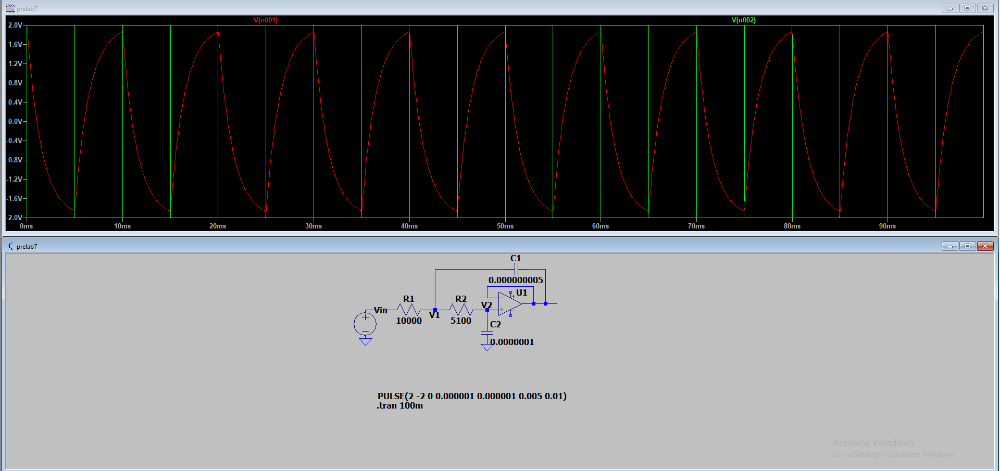 prelab7
V(n001) V(n002)
2.0V
1.6V
1.2V
0.8V
0.4V
0.0V
-0.4V
-0.8V
-1.2V
-1.6V
-2.0V
0ms 10ms 20ms 30ms 40ms 50ms 60ms 70ms 80ms 90ms
prelab7
C1
0.000000005
U1
R1 R2
Vin V1 V2
10000 5100
C2
0.0000001
PULSE(2 -2 0 0.000001 0.000001 0.005 0.01)
.tran 100m
Activate Windows
Go to Settings to activate Windows.